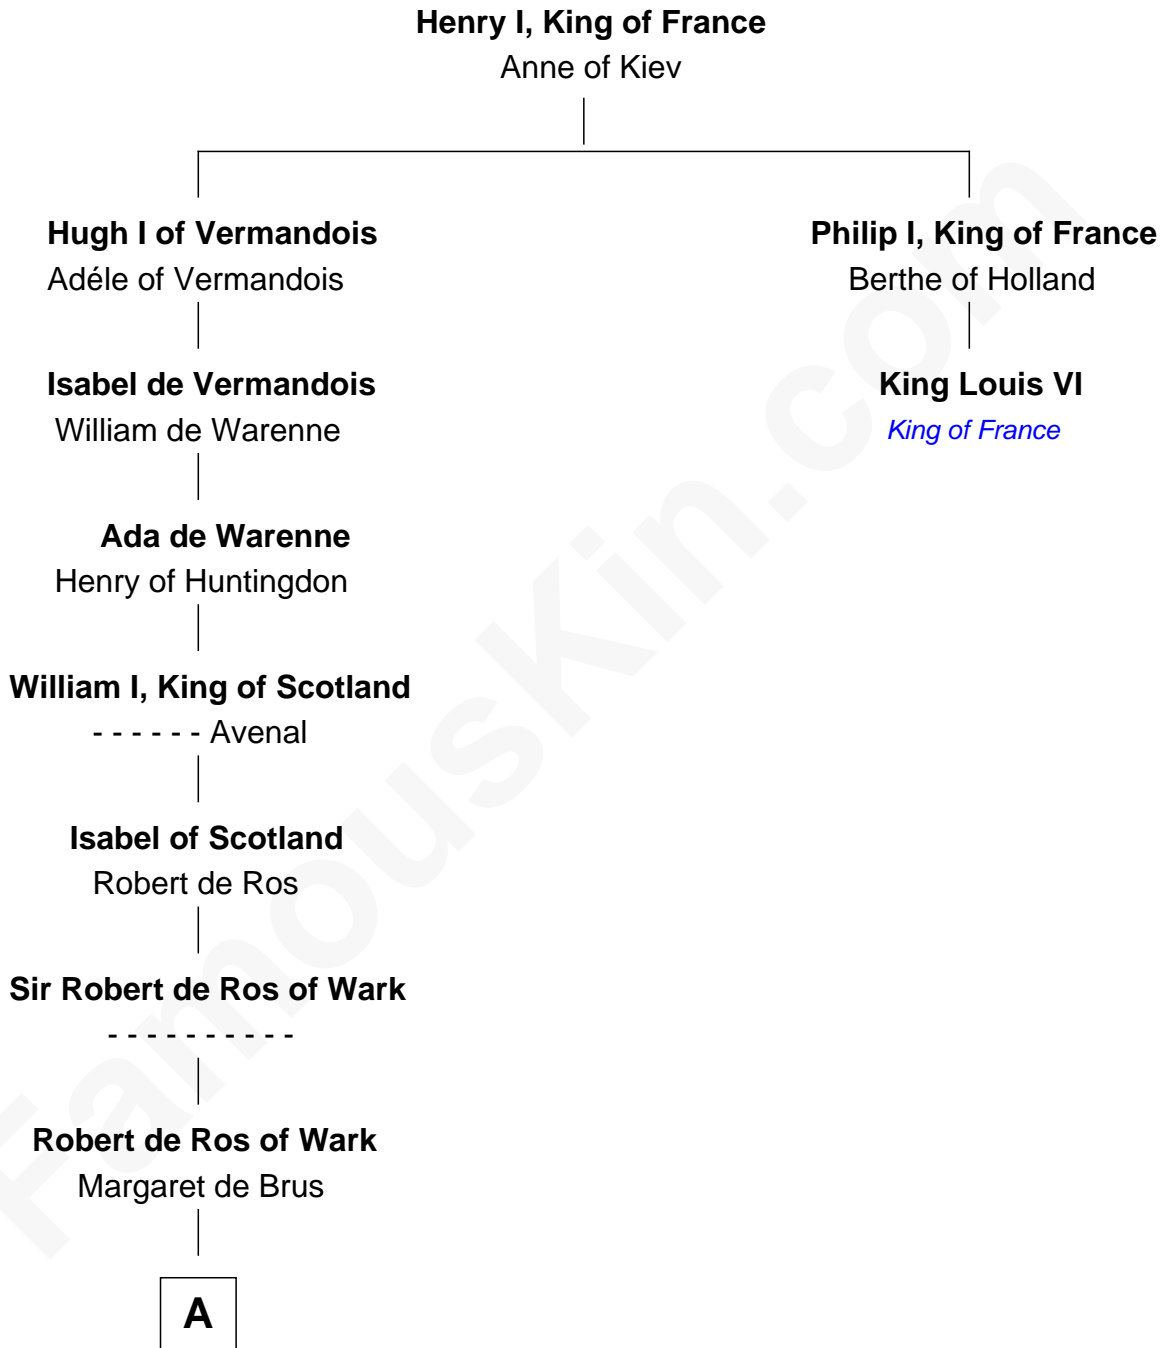 Henry I, King of France
Anne of Kiev
Hugh I of Vermandois
Adéle of Vermandois
Philip I, King of France
Berthe of Holland
Isabel de Vermandois
William de Warenne
King Louis VI
King of France
Ada de Warenne
Henry of Huntingdon
William I, King of Scotland
- - - - - - Avenal
Isabel of Scotland
Robert de Ros
Sir Robert de Ros of Wark
- - - - - - - - - -
Robert de Ros of Wark
Margaret de Brus
A
FamousKin.com